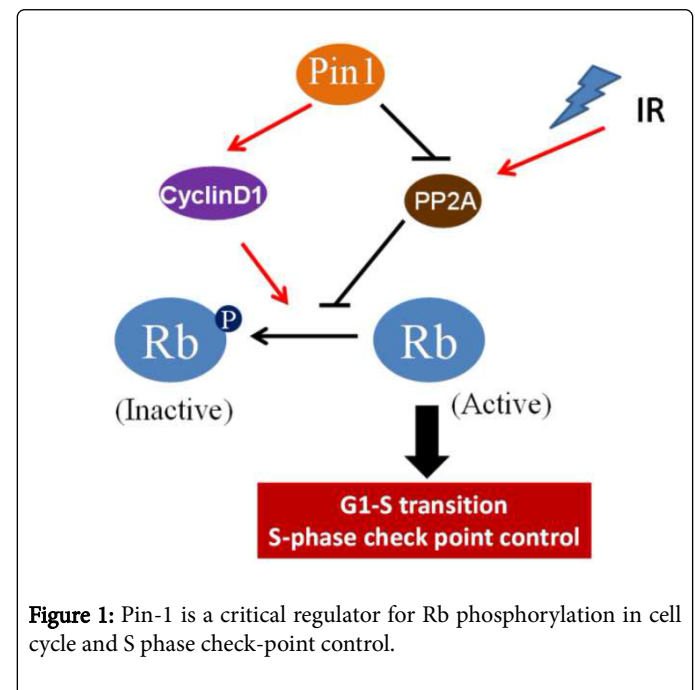 Pin1
IR
CyclinD1
PP2A
P
Rb
Rb
(Inactive)
(Active)
G1-S transition
S-phase check point control
Figure 1: Pin-1 is a critical regulator for Rb phosphorylation in cell
cycle and S phase check-point control.